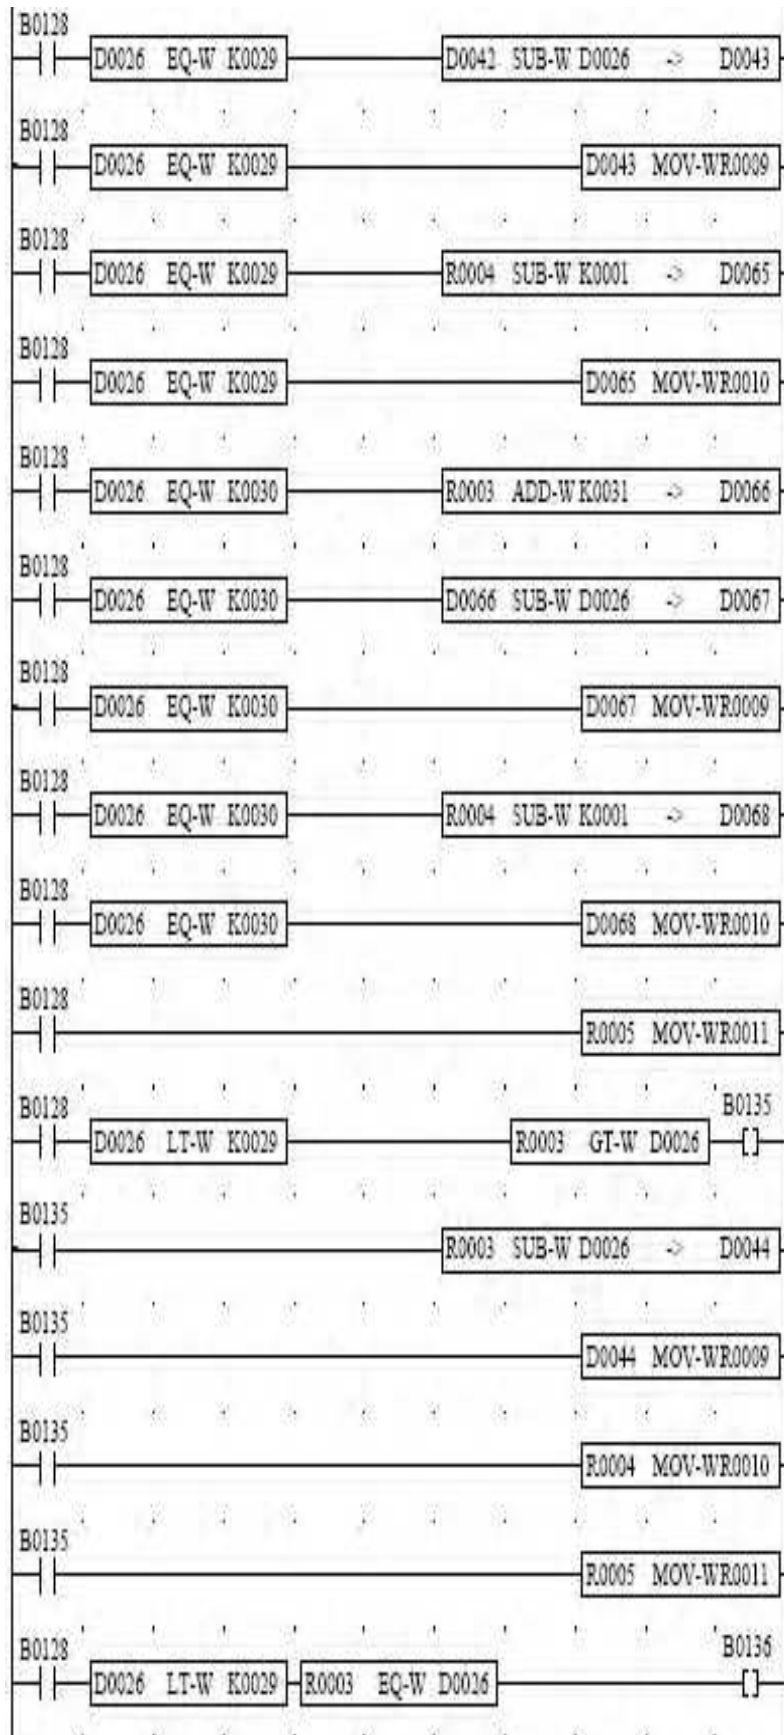 B0128
D0026 EQ-W K0029 D0042 SUB-W D0026 -> D0043
B0128
D0026 EQ-W K0029 D0043 MOV-WR0009
B0128
D0026 EQ-W K0029 R0004 SUB-W K0001 -> D0065
B0128
D0026 EQ-W K0029 D0065 MOV-WR0010
B0128
D0026 EQ-W K0030 R0003 ADD-W K0031 -> D0066
B0128
D0026 EQ-W K0030 D0066 SUB-W D0026 -> D0067
B0128
D0026 EQ-W K0030 D0067 MOV-WR0009
B0128
D0026 EQ-W K0030 R0004 SUB-W K0001 -> D0068
B0128
D0026 EQ-W K0030 D0068 MOV-WR0010
B0128
R0005 MOV-WR0011
B0128 B0135
D0026 LT-W K0029 R0003 GT-W D0026
B0135
R0003 SUB-W D0026 -> D0044
B0135
D0044 MOV-WR0009
B0135
R0004 MOV-WR0010
B0135
R0005 MOV-WR0011
B0128 B0136
D0026 LT-W K0029 R0003 EQ-W D0026